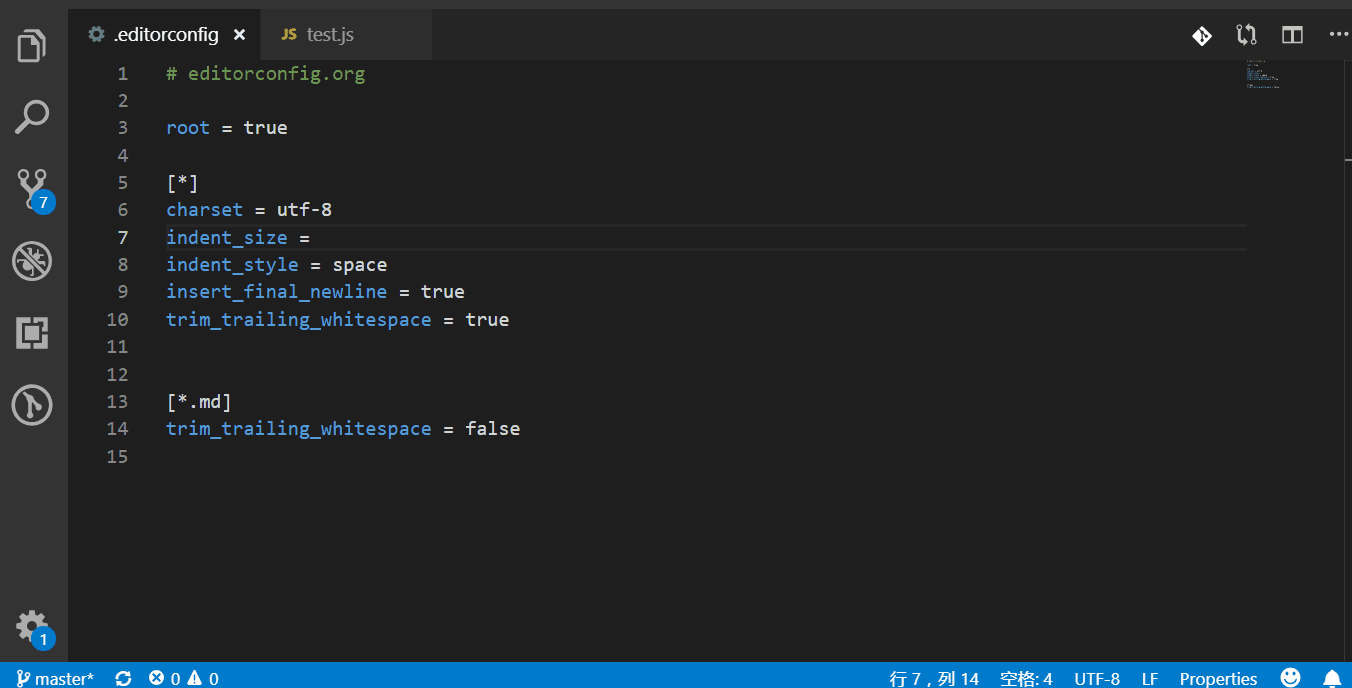 .editorconfig × JS test.js
1 # editorconfig.org
2
3 root = true
4
5 [*]
6 charset = utf-8
7 indent_size =
8 indent_style = space
9 insert_final_newline = true
10 trim_trailing_whitespace = true
11
12
13 [*.md]
14 trim_trailing_whitespace = false
15
7
1
master* 0 0 行 7，列 14 空格: 4 UTF-8 LF Properties